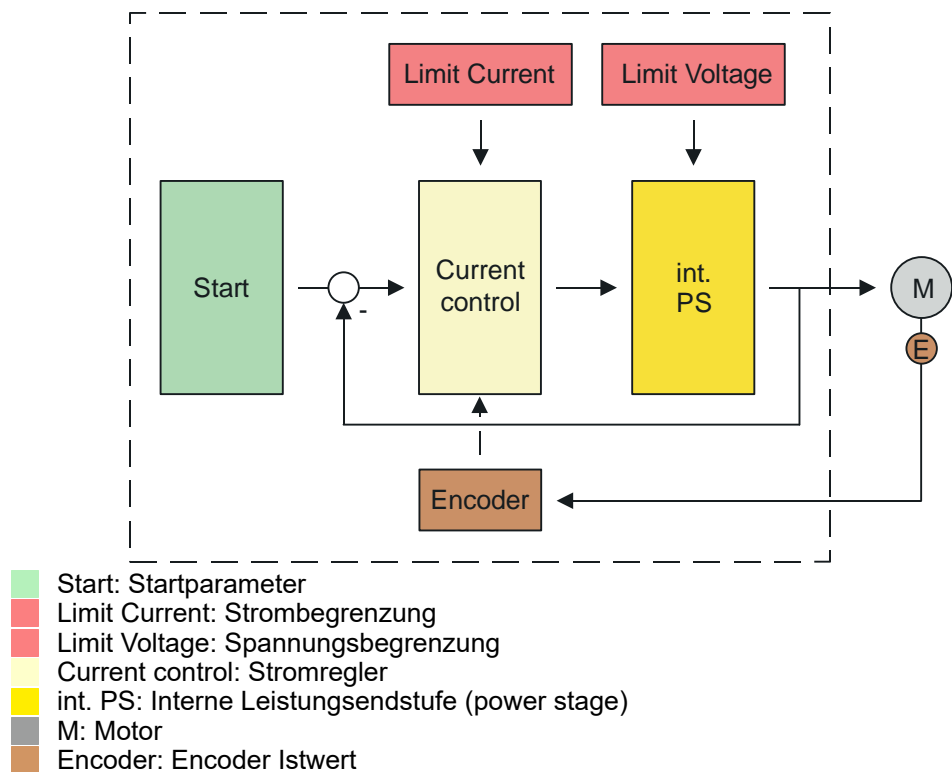 Limit Current
Limit Voltage
Start
Current
control
int.
PS
M
-
E
Encoder
Start: Startparameter
Limit Current: Strombegrenzung
Limit Voltage: Spannungsbegrenzung
Current control: Stromregler
int. PS: Interne Leistungsendstufe (power stage)
M: Motor
Encoder: Encoder Istwert